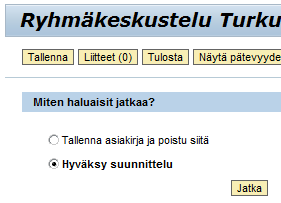 Ryhmäkeskustelu Turku
Tallenna Liitteet (0) Tulosta Näytä pätevyyde
Miten haluaisit jatkaa?
Tallenna asiakirja ja poistu siitä
Hyväksy suunnittelu
Jatka